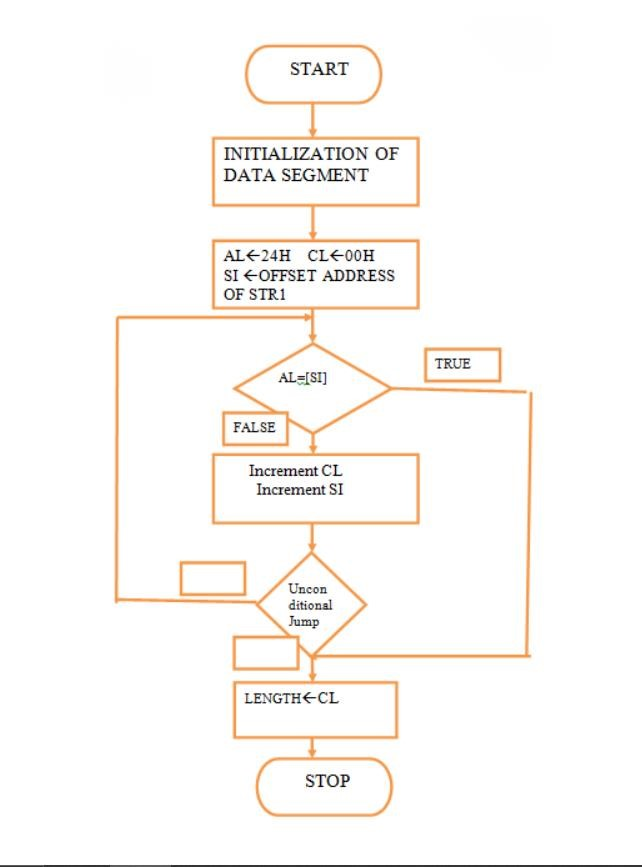 START
INITIALIZATION OF
DATA SEGMENT
AL←24H CL←00H
SI ←OFFSET ADDRESS
OF STR1
AL=[SI]
TRUE
FALSE
Increment CL
Increment SI
Uncon
ditional
Jump
LENGTH←CL
STOP